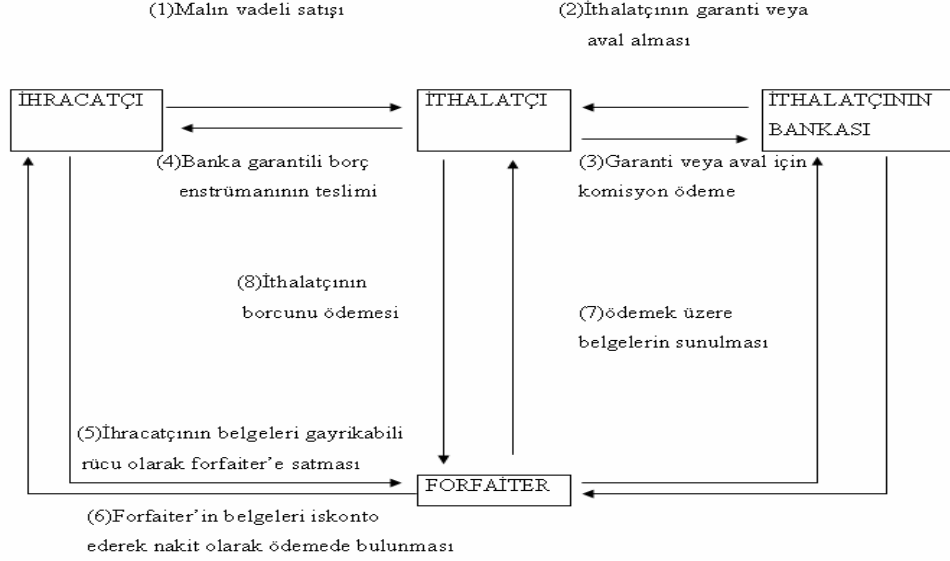 (1)Malın vadeli satışı
(2)İthalatçının garanti veya
aval alması
İHRACATÇI
İTHALATÇI
İTHALATÇININ
BANKASI
(4)Banka garantili borç
enstrümanının teslimi
(3)Garanti veya aval için
komisyon ödeme
(8)İthalatçının
borcunu ödemesi
(7)ödemek üzere
belgelerin sunulması
(5)İhracatçının belgeleri gayrikabili
rücu olarak forfaiter’e satması
FORFAİTER
(6)Forfaiter’in belgeleri iskonto
ederek nakit olarak ödemede bulunması